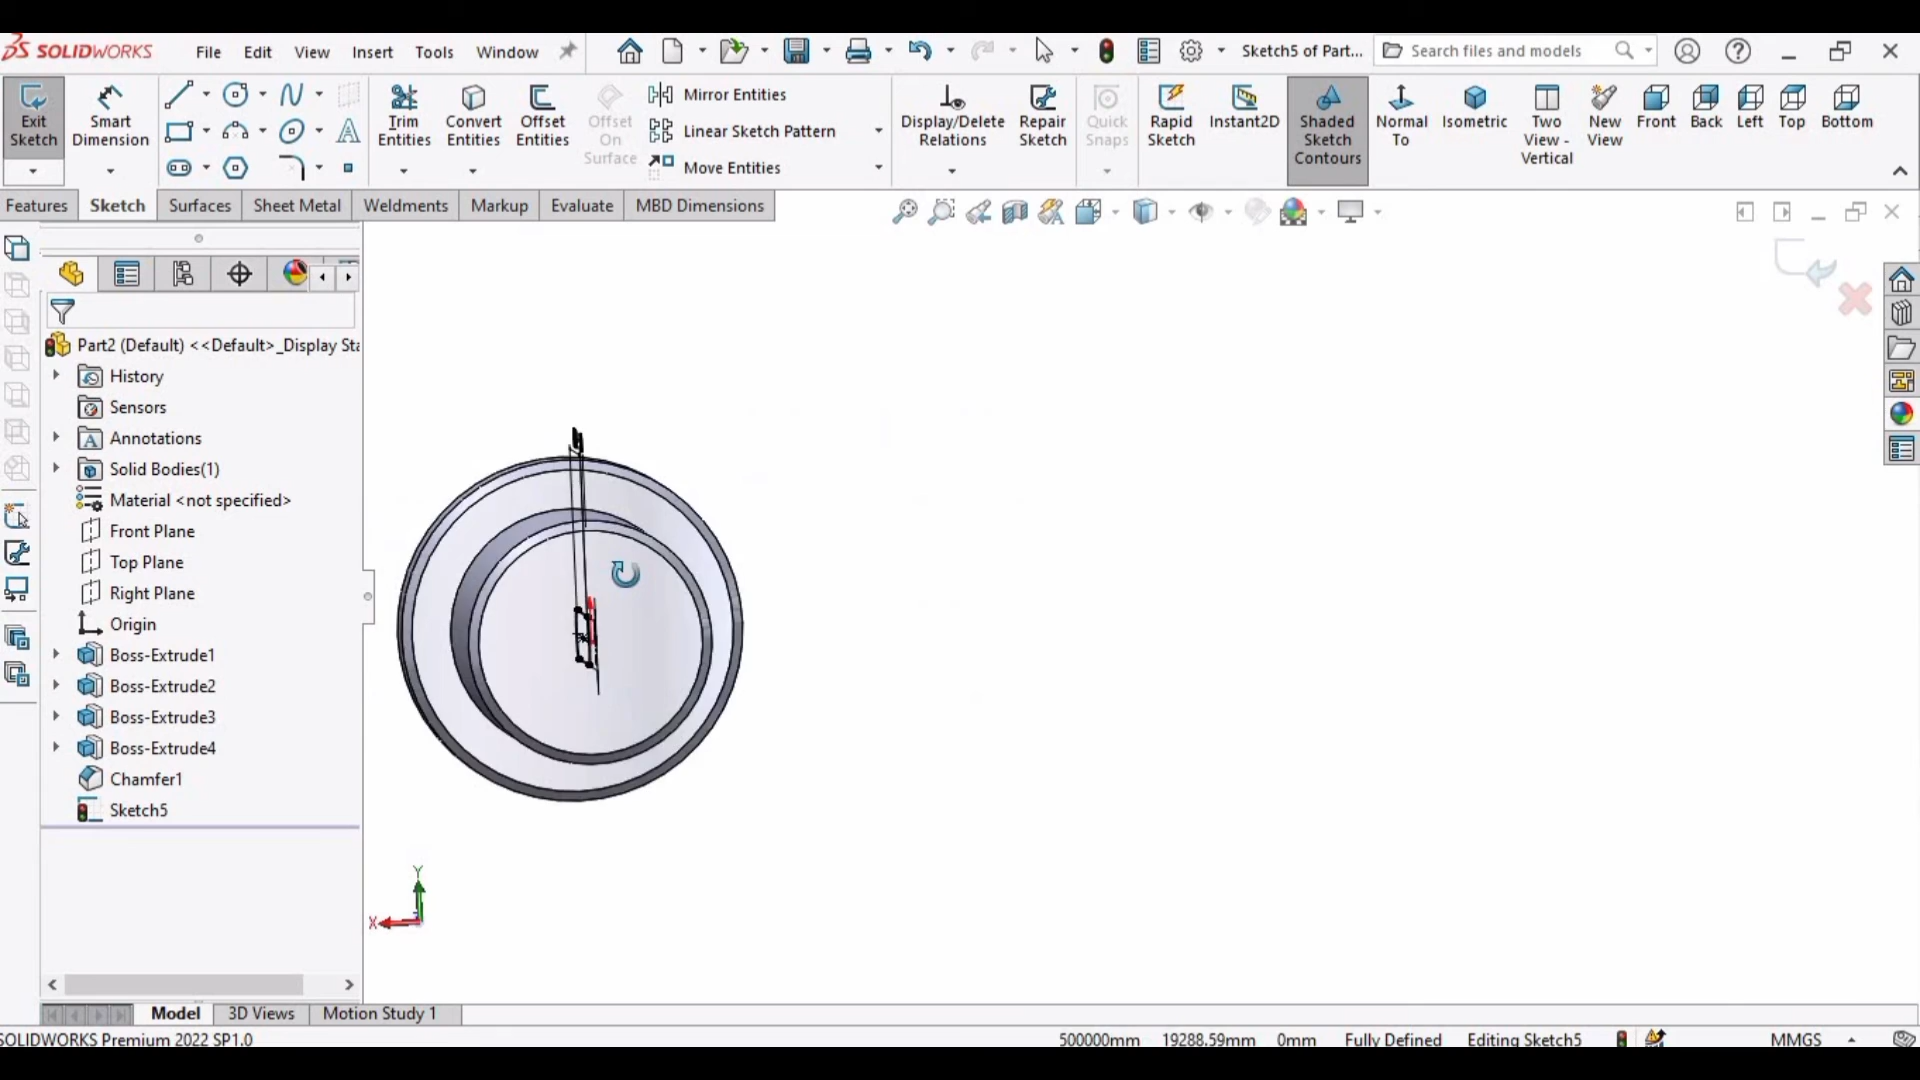 SOLIDWORKS File Edit View Insert Tools Window Sketch5 of Part... Search files and models
Exit Sketch
Smart Dimension
Trim Entities
Convert Entities
Offset Entities
Offset On Surface
Mirror Entities
Linear Sketch Pattern
Move Entities
Display/Delete Relations
Repair Sketch
Quick Snaps
Rapid Sketch
Instant2D
Shaded Sketch Contours
Normal To
Isometric
Two View - Vertical
New View
Front
Back
Left
Top
Bottom
Features Sketch Surfaces Sheet Metal Weldments Markup Evaluate MBD Dimensions
Part2 (Default) <<Default>_Display Sta
History
Sensors
Annotations
Solid Bodies(1)
Material <not specified>
Front Plane
Top Plane
Right Plane
Origin
Boss-Extrude1
Boss-Extrude2
Boss-Extrude3
Boss-Extrude4
Chamfer1
Sketch5
Y
X
Model 3D Views Motion Study 1
SOLIDWORKS Premium 2022 SP1.0 500000mm 19288.59mm 0mm Fully Defined Editing Sketch5 MMGS